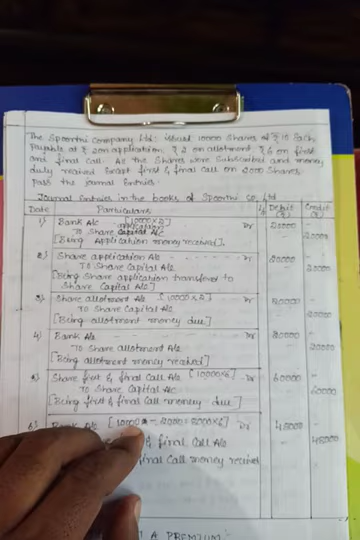 The Spoorthi company Ltd: issued 10000 Shares of ₹10 Each
Payable at ₹ 2 on application ₹ 2 on allotment ₹6 on first
and final Call. All the Shares were Subscribed and money
duly received Except first & final call on 2000 Shares.
Pass the Journal Entries.
Journal Entries in the books of Spoorthi co, Ltd
Date Particulars L/F Debit (₹) Credit (₹)
1) Bank A/c [10000×2] Dr 20000
To Share Capital A/c - 20000
[Being Application money received].
2) Share application A/c - - - - Dr 20000
To Share Capital A/c - 20000
[Being Share application transfer to
Share Capital A/c]
3) Share allotment A/c [10000×2] Dr 20000
To Share Capital A/c - 20000
[Being allotment money due]
4) Bank A/c - - Dr 20000
To Share allotment A/c 20000
[Being allotment money received]
5) Share first & final Call A/c [10000×6] Dr 60000
To Share Capital A/c - 60000
[Being first & final call money due]
6) Bank A/c [10000 - 2000 = 8000×6] Dr 48000
& final Call A/c - 48000
final Call money received
A PREMIUM: